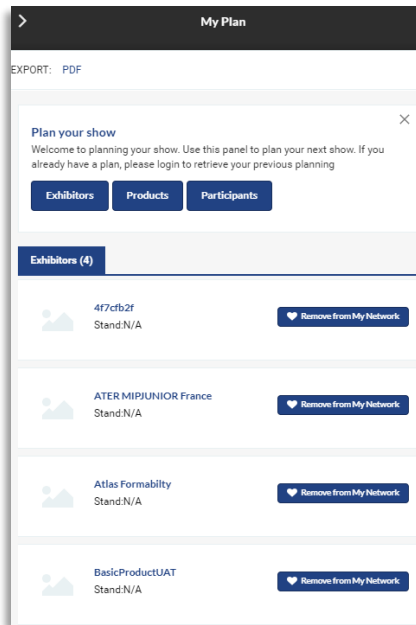 My Plan
EXPORT: PDF
Plan your show
Welcome to planning your show. Use this panel to plan your next show. If you
already have a plan, please login to retrieve your previous planning
Exhibitors Products Participants
Exhibitors (4)
4f7cfb2f
Stand:N/A
Remove from My Network
ATER MIPJUNIOR France
Stand:N/A
Remove from My Network
Atlas Formabilty
Stand:N/A
Remove from My Network
BasicProductUAT
Stand:N/A
Remove from My Network